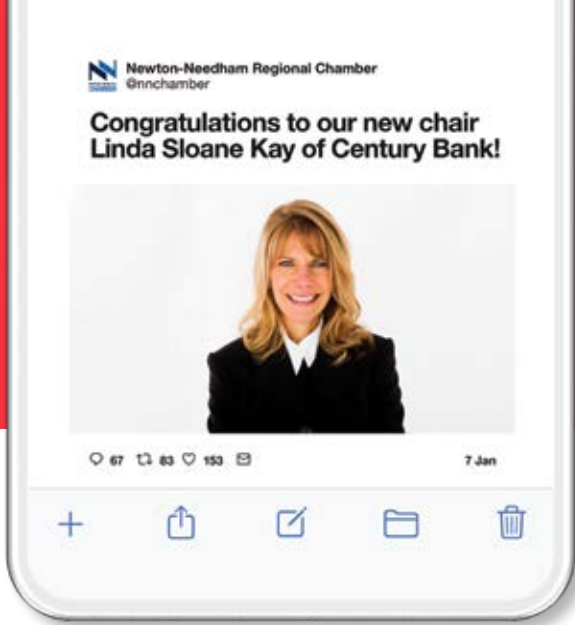 Newton-Needham Regional Chamber
@nnchamber
Congratulations to our new chair
Linda Sloane Kay of Century Bank!
67 83 153 7 Jan